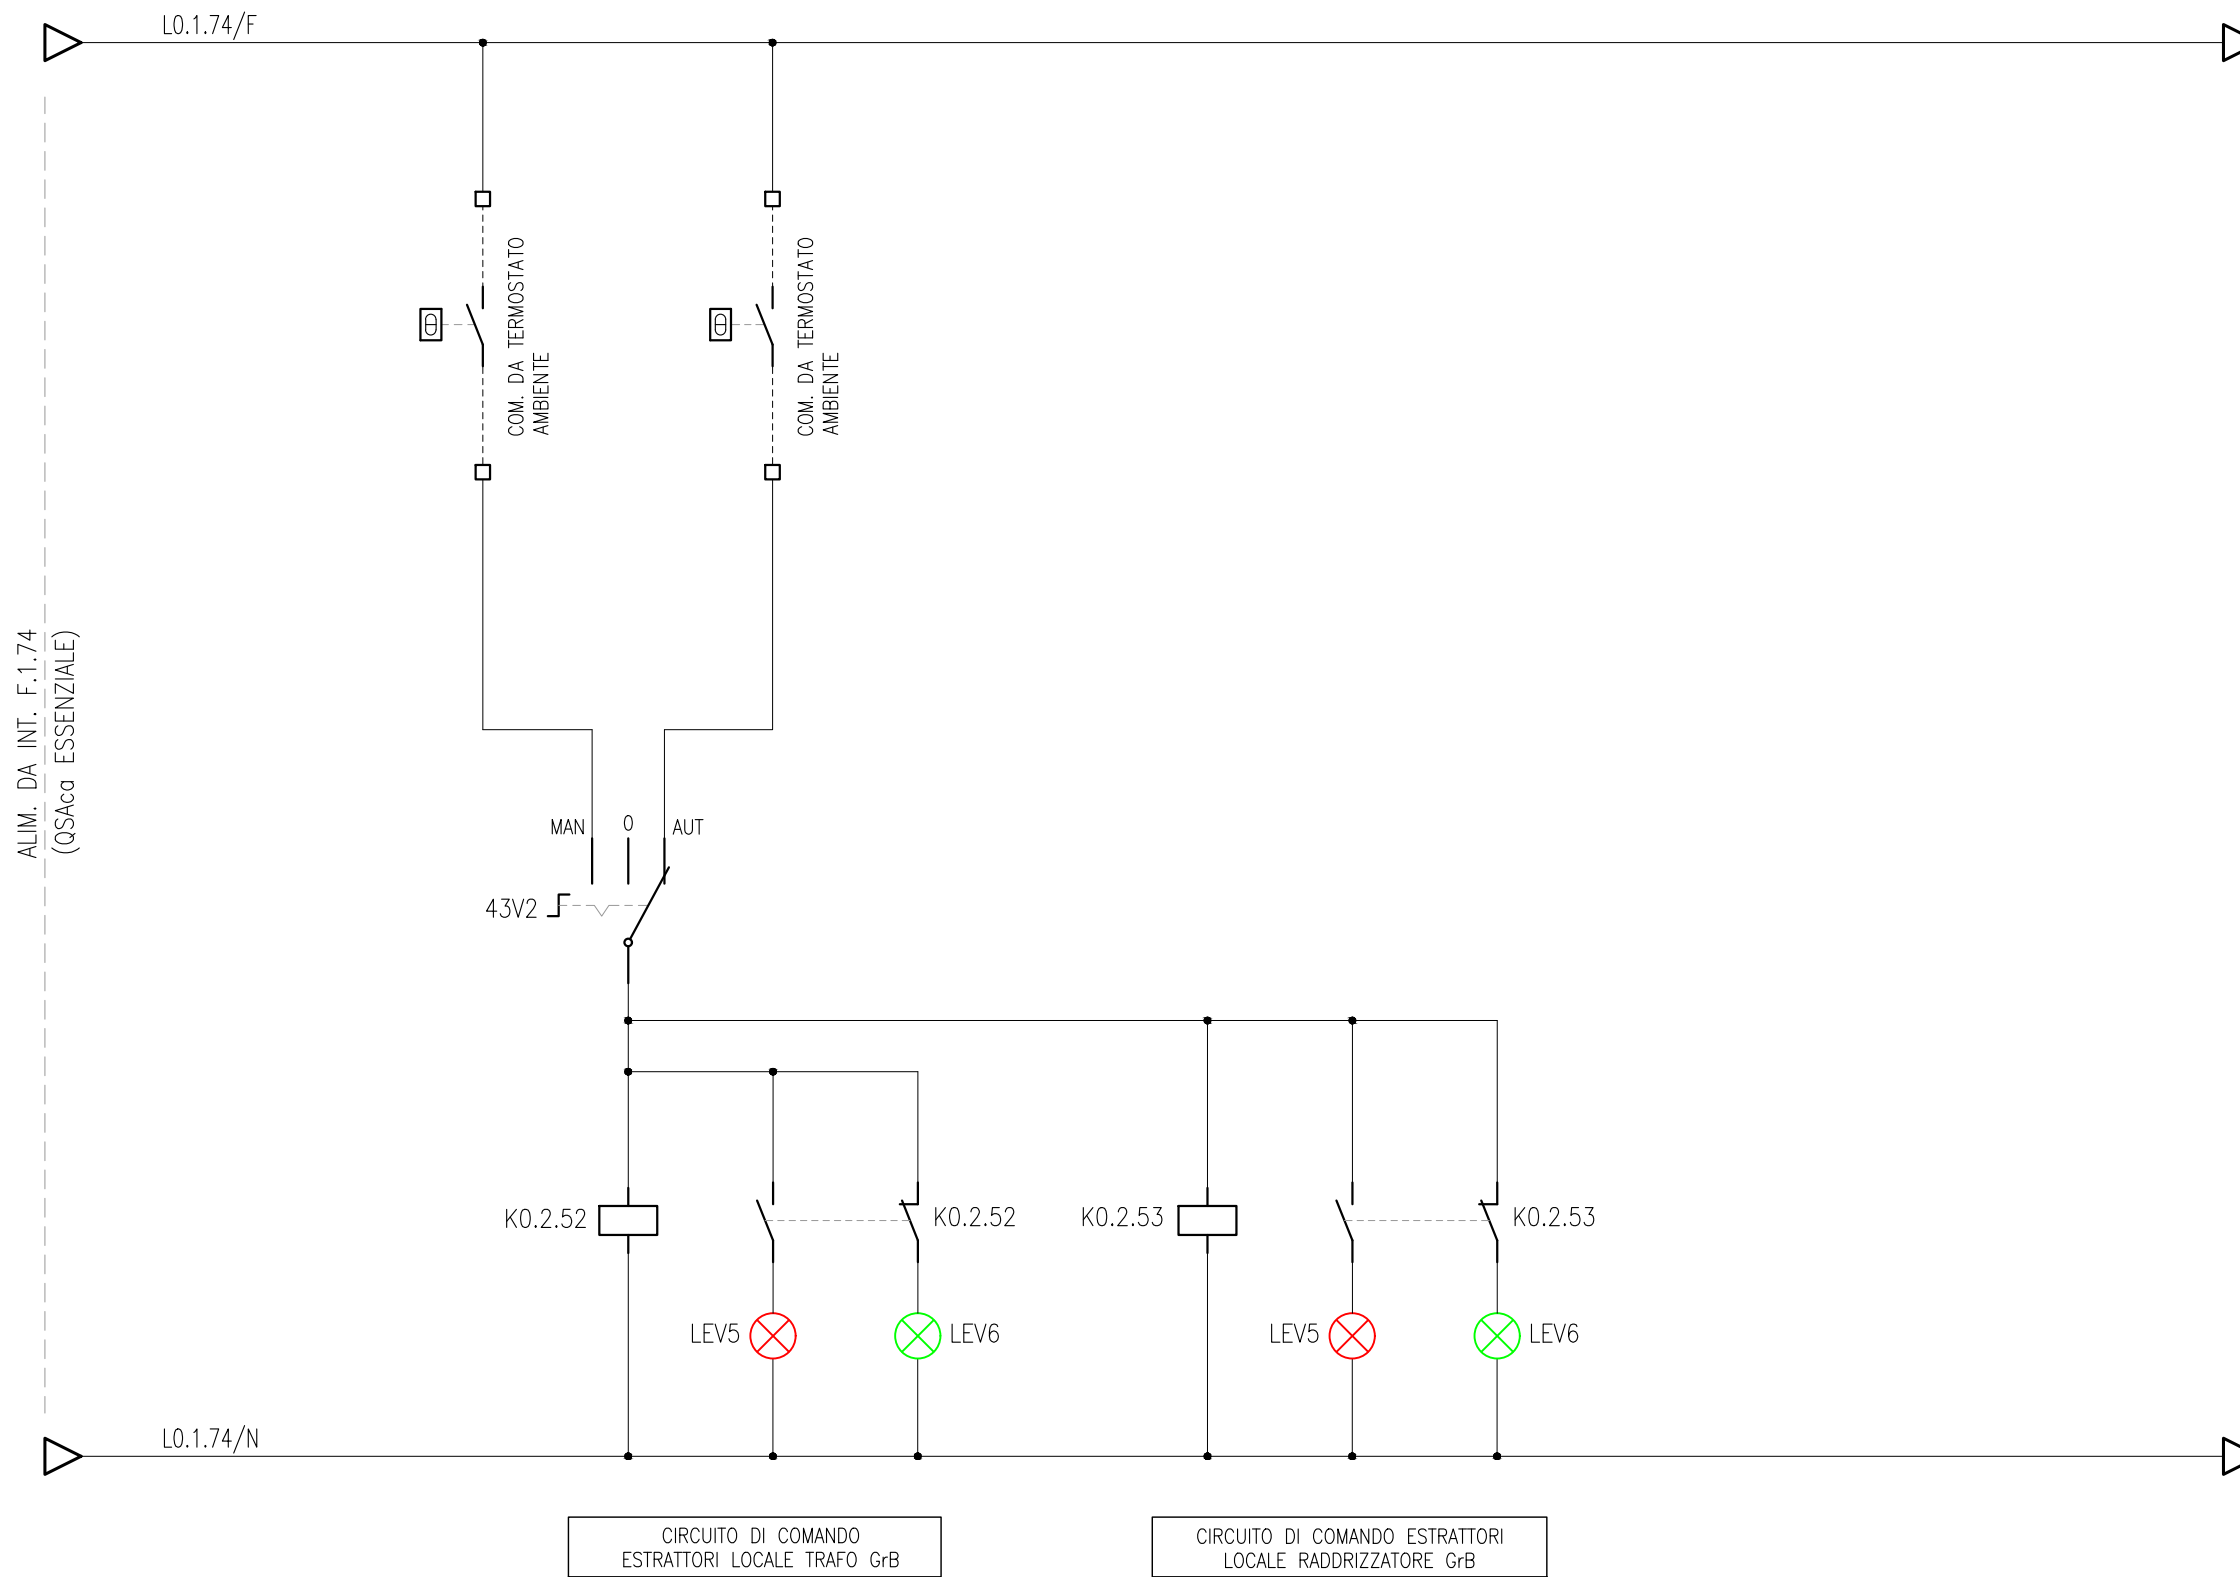 L0.1.74/F
COM. DA TERMOSTATO
AMBIENTE
COM. DA TERMOSTATO
AMBIENTE
ALIM. DA INT. F.1.74
(QSAca ESSENZIALE)
MAN
0
AUT
43V2
K0.2.52
K0.2.52
K0.2.53
K0.2.53
LEV5
LEV6
LEV5
LEV6
L0.1.74/N
CIRCUITO DI COMANDO
ESTRATTORI LOCALE TRAFO GrB
CIRCUITO DI COMANDO ESTRATTORI
LOCALE RADDRIZZATORE GrB